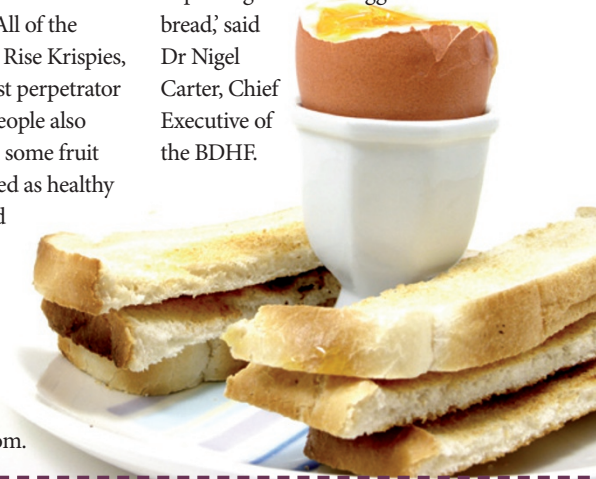 All of the
Rise Krispies,
st perpetrator
eople also
some fruit
ed as healthy
d
om.
bread,’ said
Dr Nigel
Carter, Chief
Executive of
the BDHF.